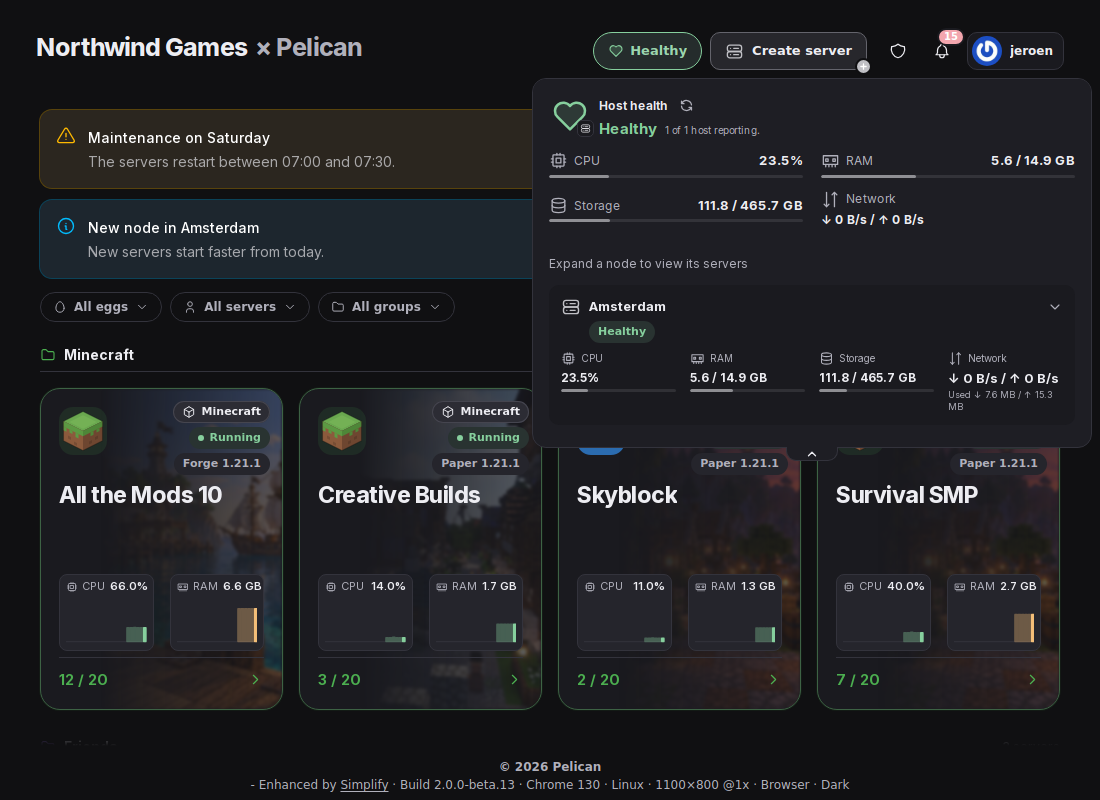 Northwind Games × Pelican
Healthy
Create server
15
jeroen
Maintenance on Saturday
The servers restart between 07:00 and 07:30.
New node in Amsterdam
New servers start faster from today.
All eggs
All servers
All groups
Minecraft
Host health
Healthy 1 of 1 host reporting.
CPU 23.5%
RAM 5.6 / 14.9 GB
Storage 111.8 / 465.7 GB
Network
↓ 0 B/s / ↑ 0 B/s
Expand a node to view its servers
Amsterdam
Healthy
CPU
23.5%
RAM
5.6 / 14.9 GB
Storage
111.8 / 465.7 GB
Network
↓ 0 B/s / ↑ 0 B/s
Used ↓ 7.6 MB / ↑ 15.3
MB
Minecraft
Running
Forge 1.21.1
All the Mods 10
CPU 66.0%
RAM 6.6 GB
12 / 20
Minecraft
Running
Paper 1.21.1
Creative Builds
CPU 14.0%
RAM 1.7 GB
3 / 20
Paper 1.21.1
Skyblock
CPU 11.0%
RAM 1.3 GB
2 / 20
Paper 1.21.1
Survival SMP
CPU 40.0%
RAM 2.7 GB
7 / 20
Friends
© 2026 Pelican
- Enhanced by Simplify · Build 2.0.0-beta.13 · Chrome 130 · Linux · 1100×800 @1x · Browser · Dark